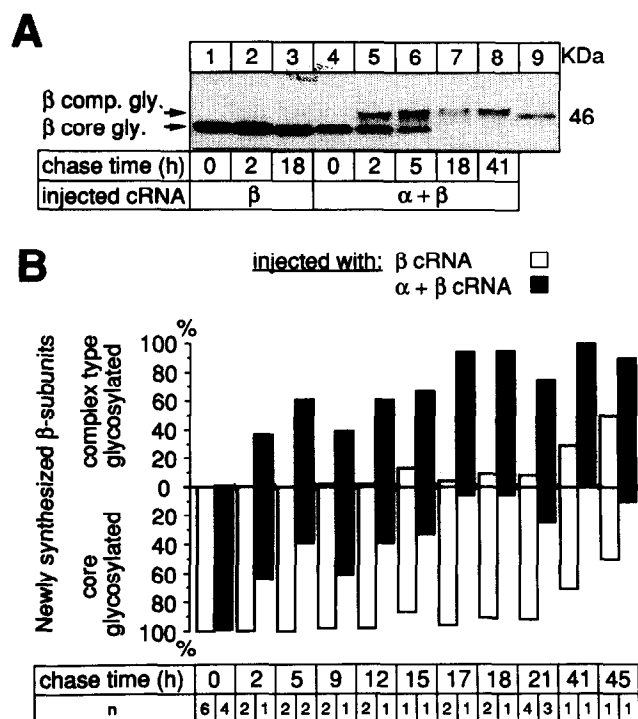 A
1 2 3 4 5 6 7 8 9 KDa
β comp. gly.
β core gly.
46
chase time (h) 0 2 18 0 2 5 18 41
injected cRNA β α + β
B
injected with: β cRNA
α + β cRNA
Newly synthesized β-subunits
complex type
glycosylated
core
glycosylated
%
100
80
60
40
20
0
20
40
60
80
100
%
chase time (h) 0 2 5 9 12 15 17 18 21 41 45
n 6 4 2 1 2 2 2 1 2 1 1 1 2 1 2 1 4 3 1 1 1 1